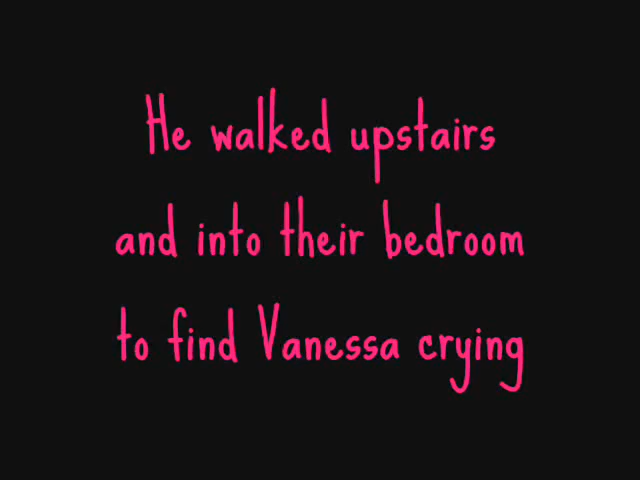 He walked upstairs
and into their bedroom
to find Vanessa crying